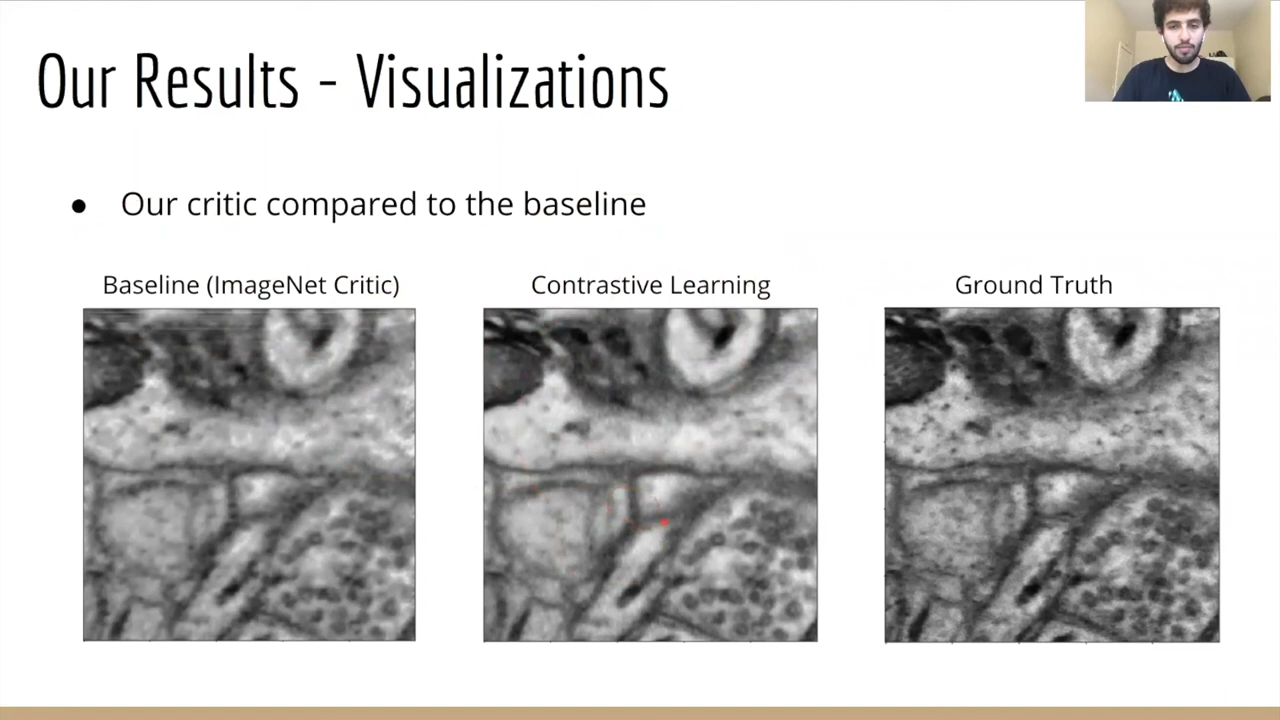 Our Results - Visualizations
● Our critic compared to the baseline
Baseline (ImageNet Critic)
Contrastive Learning
Ground Truth